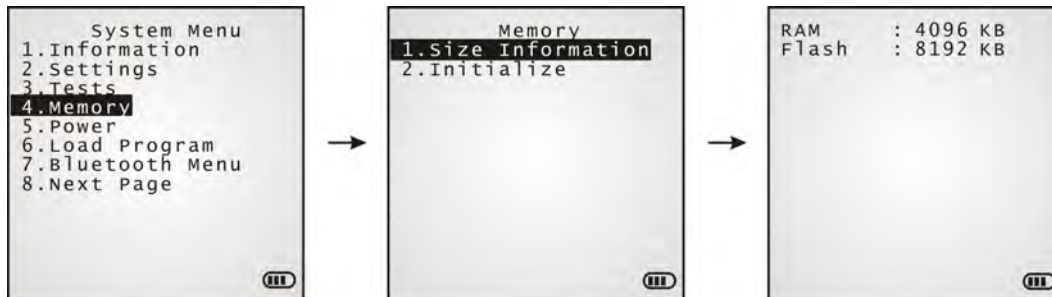 System Menu
1.Information
2.Settings
3.Tests
4.Memory
5.Power
6.Load Program
7.Bluetooth Menu
8.Next Page
Memory
1.Size Information
2.Initialize
RAM : 4096 KB
Flash : 8192 KB